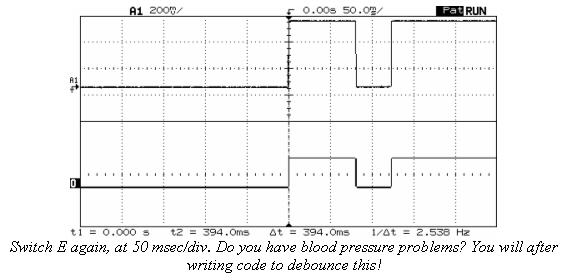 A1 200mV/ 0.00s 50.0ms/ Pat RUN
A1
0
t1 = 0.000 s t2 = 394.0ms Δt = 394.0ms 1/Δt = 2.538 Hz
Switch E again, at 50 msec/div. Do you have blood pressure problems? You will after
writing code to debounce this!